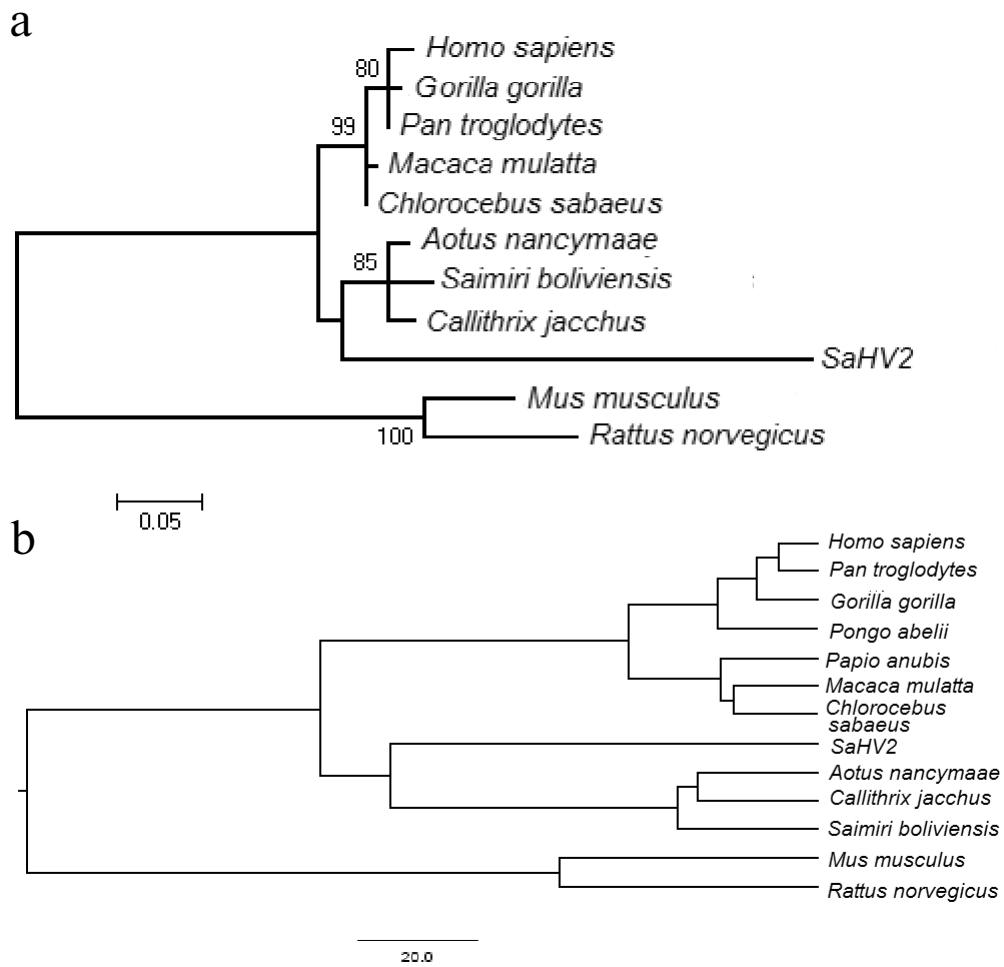 a
Homo sapiens
80
Gorilla gorilla
Pan troglodytes
99
Macaca mulatta
Chlorocebus sabaeus
Aotus nancymaae
85
Saimiri boliviensis
Callithrix jacchus
SaHV2
Mus musculus
100
Rattus norvegicus
0.05
b
Homo sapiens
Pan troglodytes
Gorilla gorilla
Pongo abelii
Papio anubis
Macaca mulatta
Chlorocebus
sabaeus
SaHV2
Aotus nancymaae
Callithrix jacchus
Saimiri boliviensis
Mus musculus
Rattus norvegicus
20.0